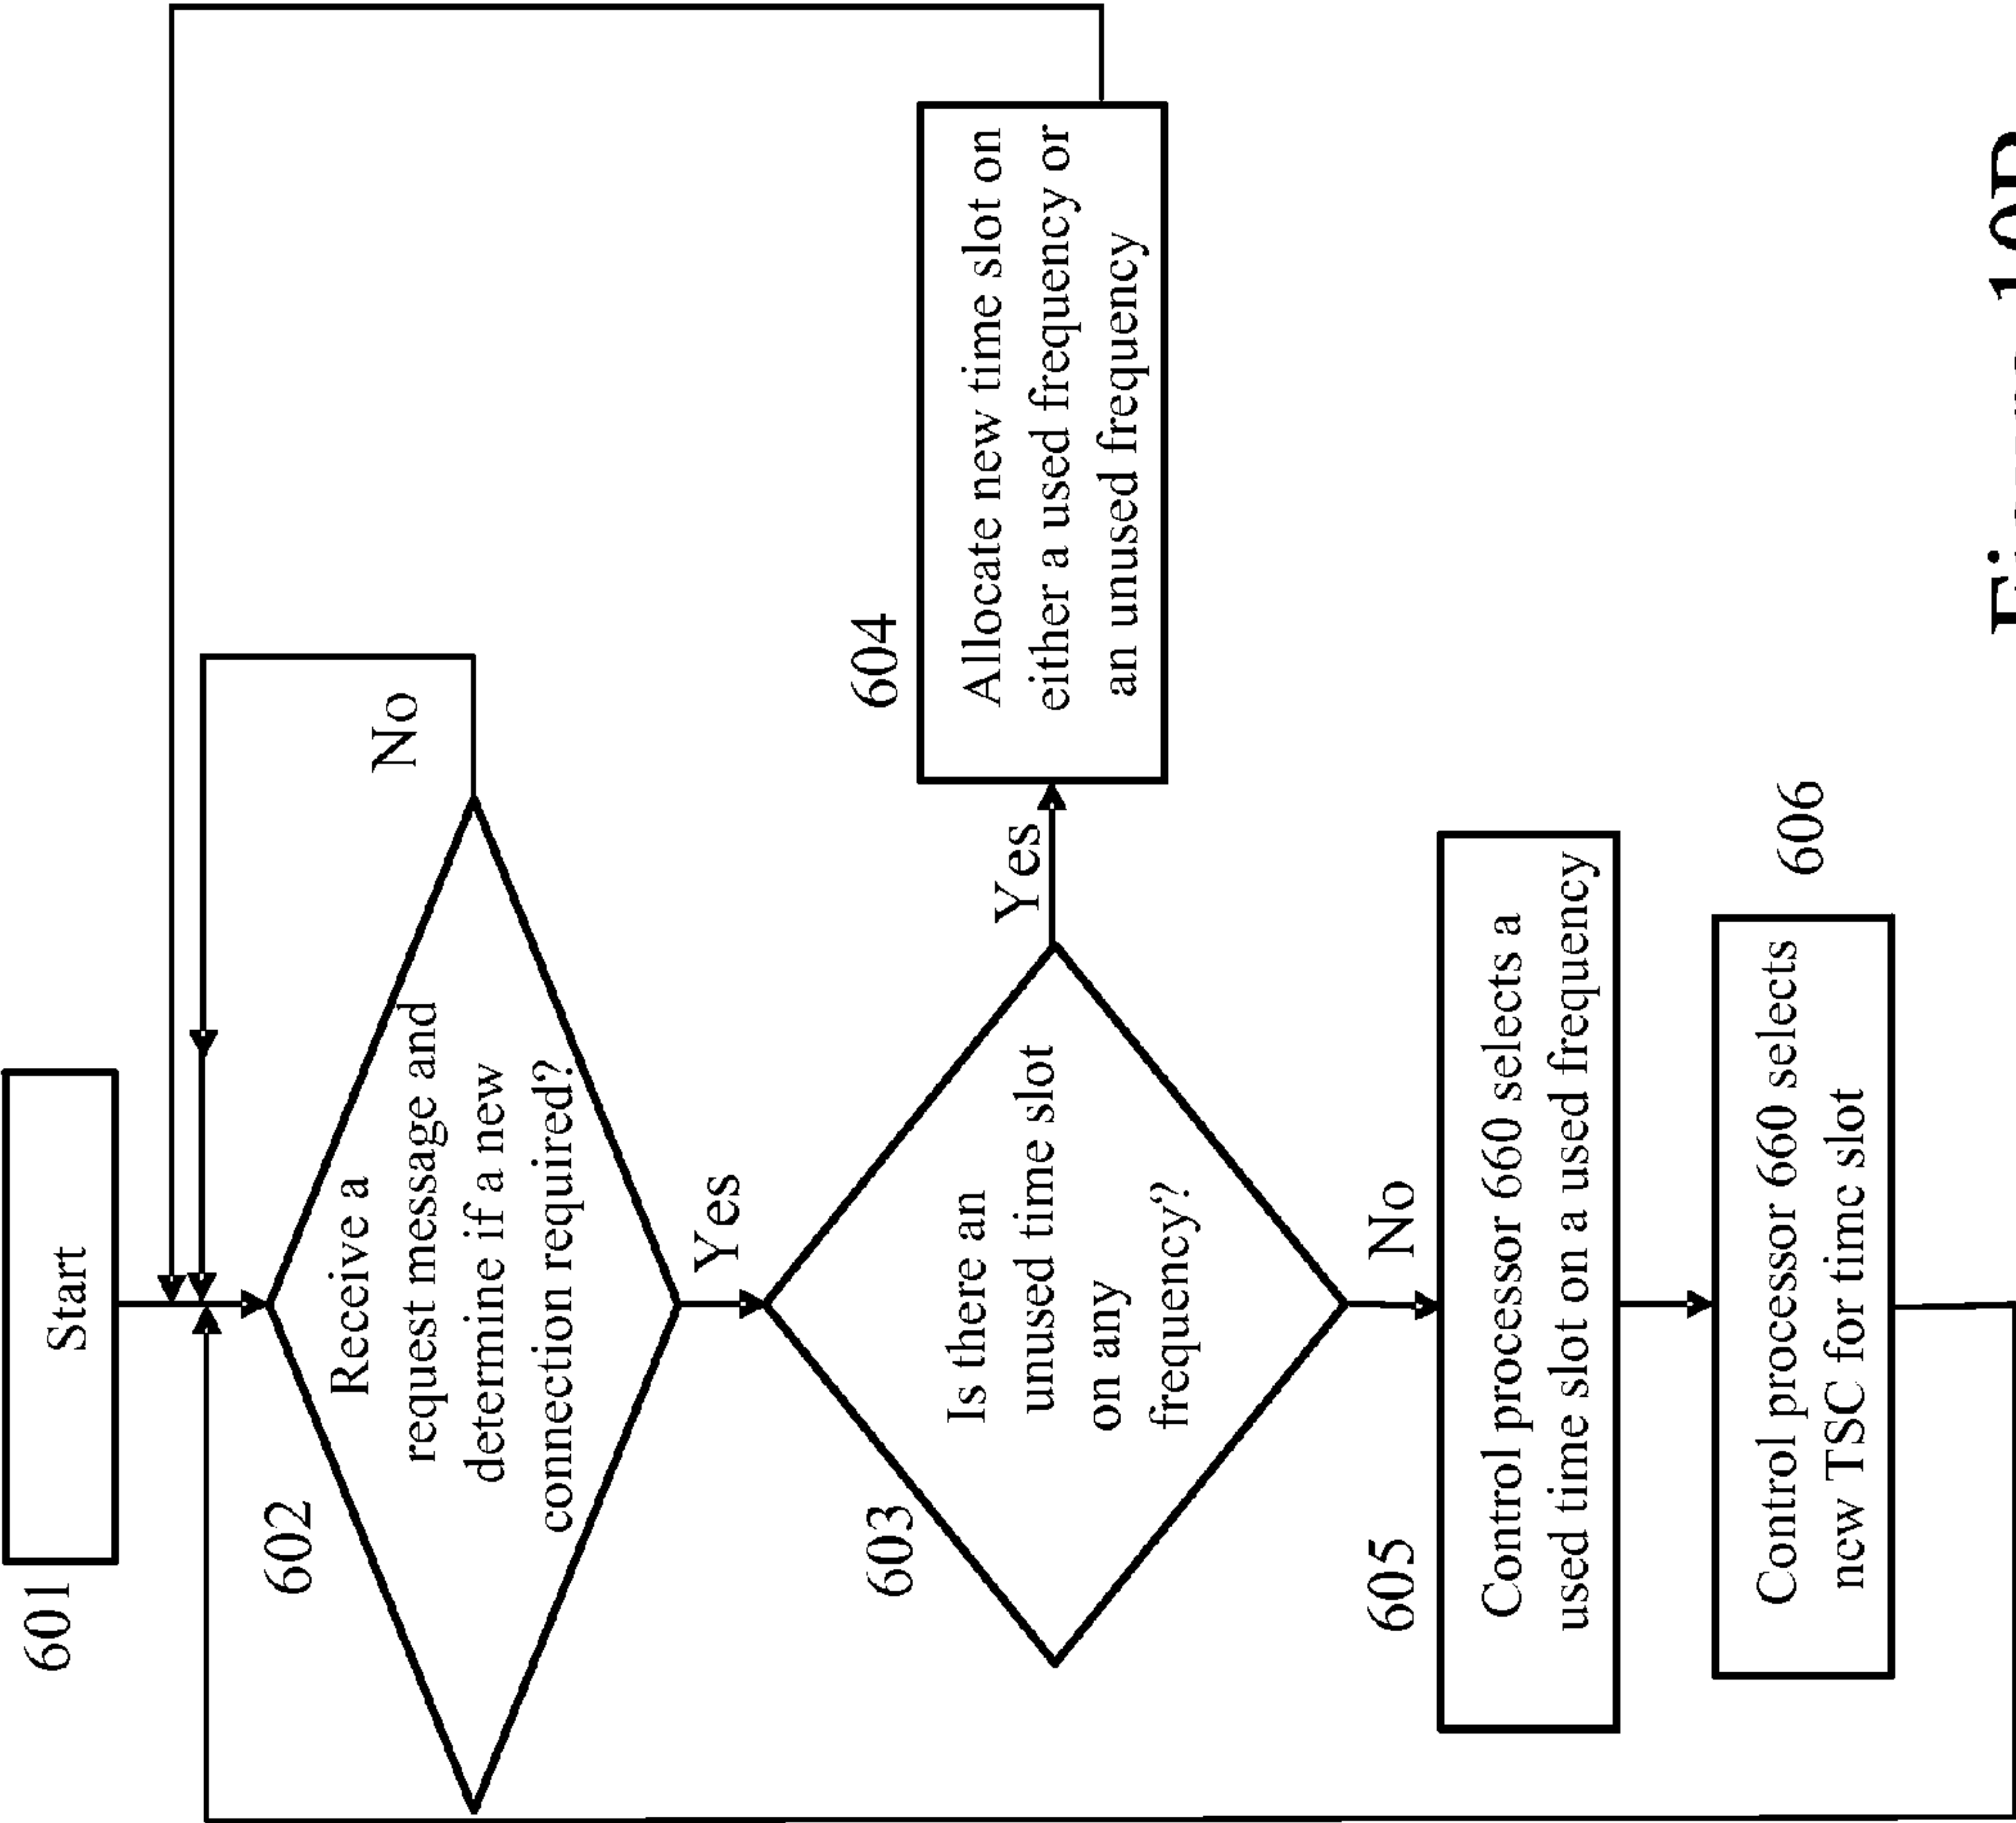 601
Start
602
Receive a
request message and
determine if a new
connection required?
No
Yes
603
Is there an
unused time slot
on any
frequency?
Yes
604
Allocate new time slot on
either a used frequency or
an unused frequency
No
605
Control processor 660 selects a
used time slot on a used frequency
606
Control processor 660 selects
new TSC for time slot